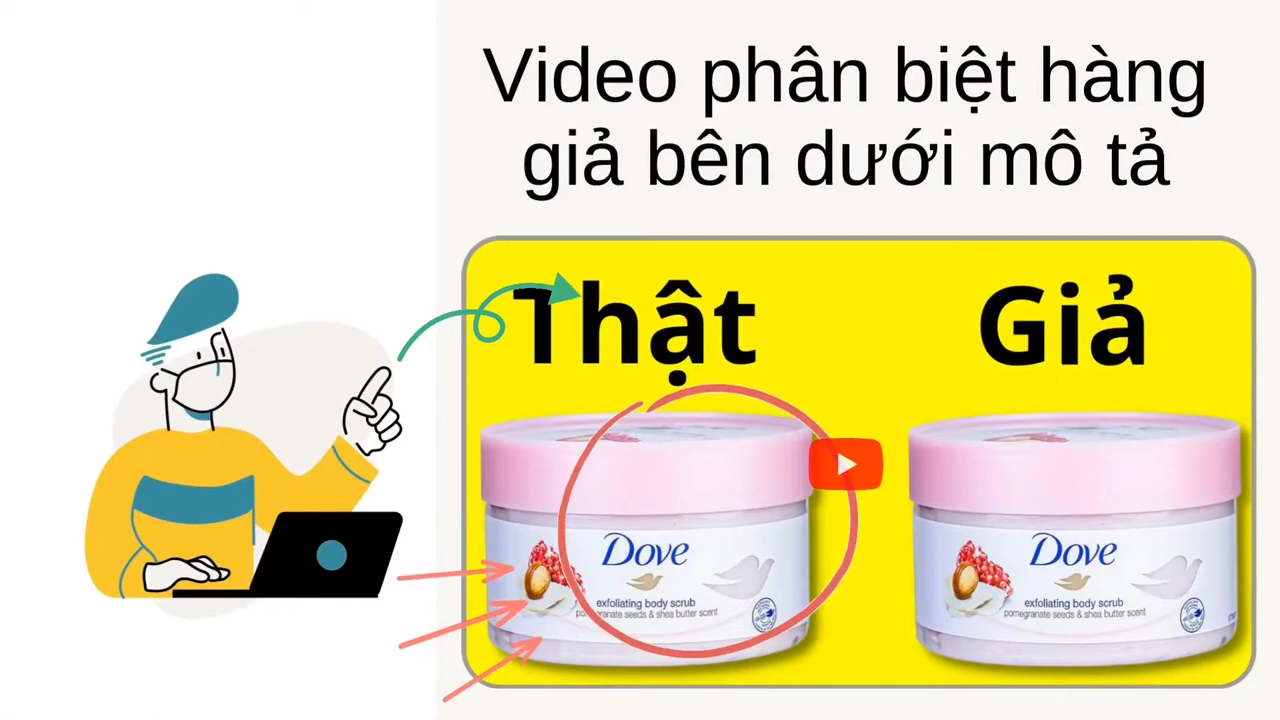 Video phân biệt hàng
giả bên dưới mô tả
Thật
Giả
Dove
exfoliating body scrub
pomegranate seeds & shea butter scent
Dove
exfoliating body scrub
pomegranate seeds & shea butter scent